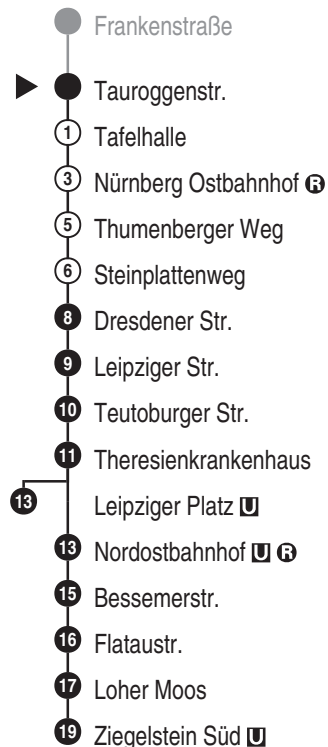 Frankenstraße
Tauroggenstr.
1 Tafelhalle
3 Nürnberg Ostbahnhof R
5 Thumenberger Weg
6 Steinplattenweg
8 Dresdener Str.
9 Leipziger Str.
10 Teutoburger Str.
11 Theresienkrankenhaus
13 Leipziger Platz U
13 Nordostbahnhof U R
15 Bessemerstr.
16 Flataustr.
17 Loher Moos
19 Ziegelstein Süd U